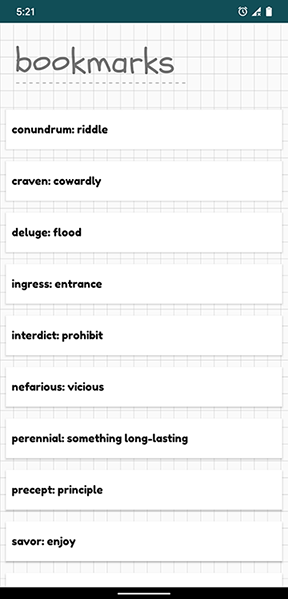 5:21
bookmarks
conundrum: riddle
craven: cowardly
deluge: flood
ingress: entrance
interdict: prohibit
nefarious: vicious
perennial: something long-lasting
precept: principle
savor: enjoy